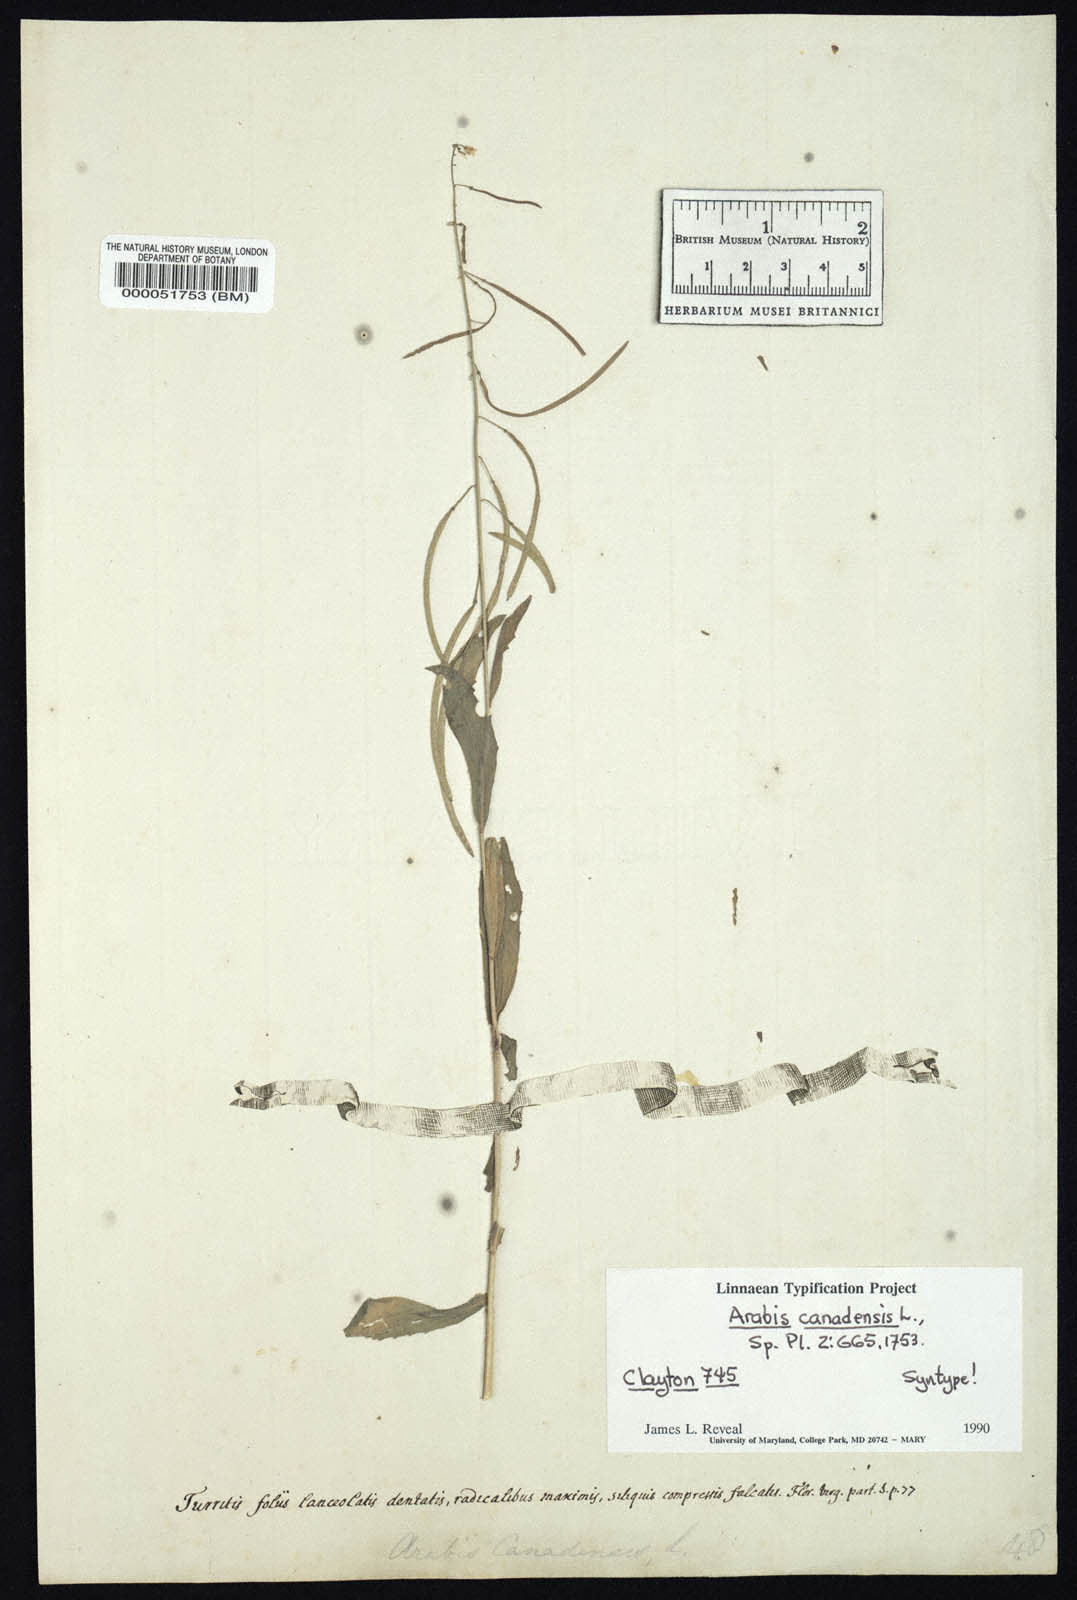 THE NATURAL HISTORY MUSEUM, LONDON
DEPARTMENT OF BOTANY
000051753 (BM)
1 2
BRITISH MUSEUM (NATURAL HISTORY)
1 2 3 4 5
HERBARIUM MUSEI BRITANNICI
Linnaean Typification Project
Arabis canadensis L.,
Sp. Pl. 2: 665, 1753.
Clayton 745 Syntype!
James L. Reveal 1990
University of Maryland, College Park, MD 20742 – MARY
Turritis foliis lanceolatis dentatis, radicalibus maximis, siliquis compressis falcatis. Flor. Virg. part. 1. p. 77
Arabis Canadensis, L.